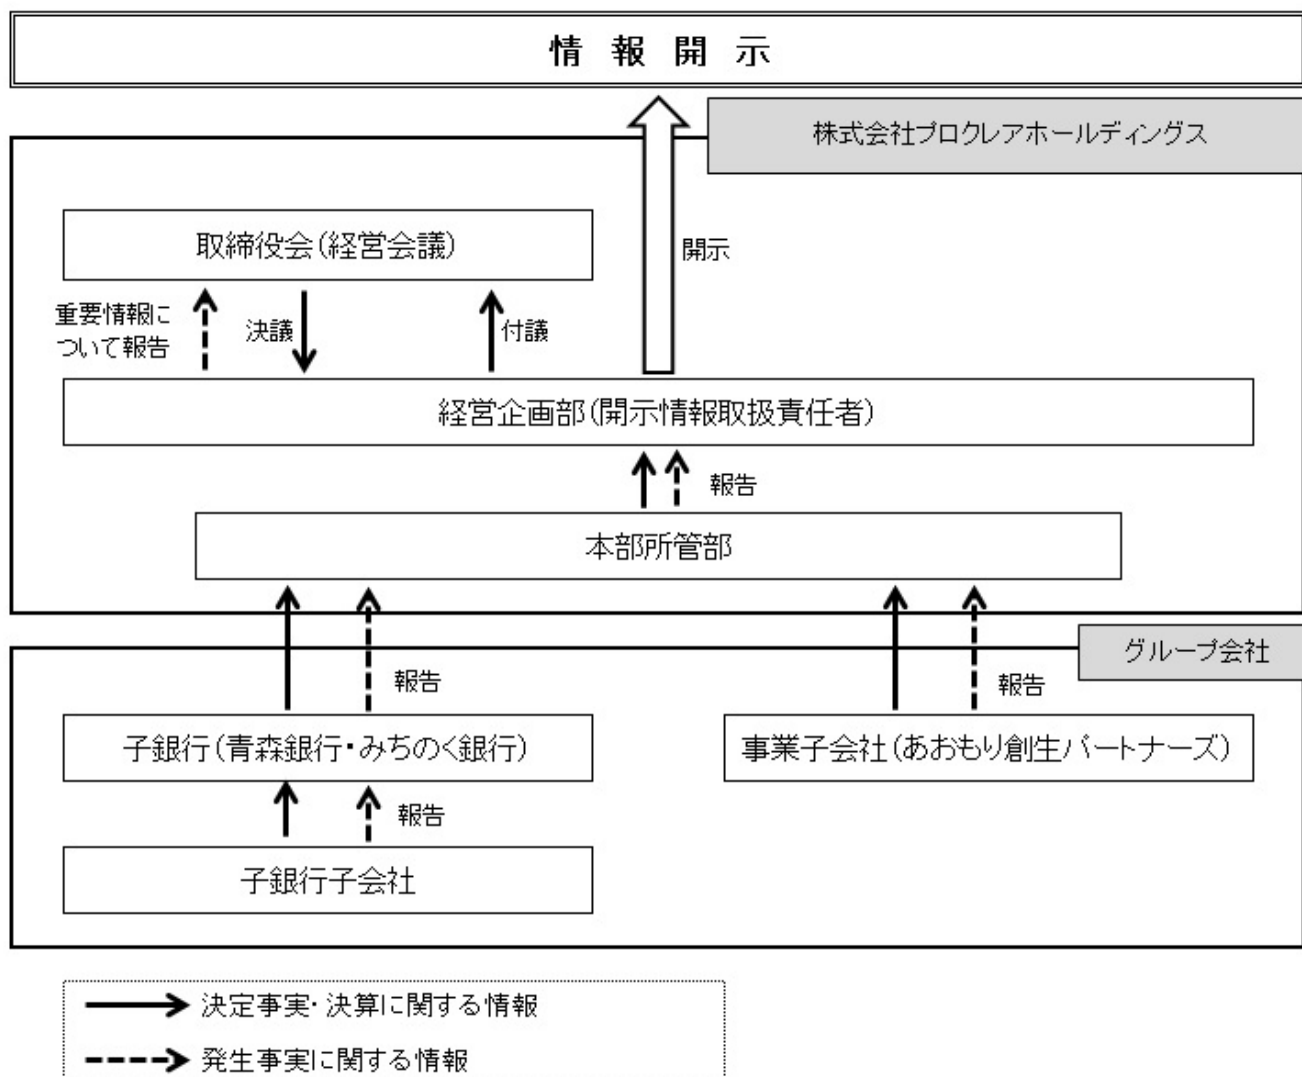 情報開示
株式会社プロクレアホールディングス
取締役会(経営会議)
開示
重要情報に
ついて報告
決議
付議
経営企画部(開示情報取扱責任者)
報告
本部所管部
グループ会社
報告
報告
子銀行(青森銀行・みちのく銀行)
事業子会社(あおもり創生パートナーズ)
報告
子銀行子会社
決定事実・決算に関する情報
発生事実に関する情報